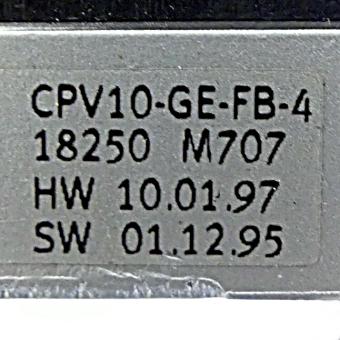 CPV10-GE-FB-4
18250 M707
HW 10.01.97
SW 01.12.95